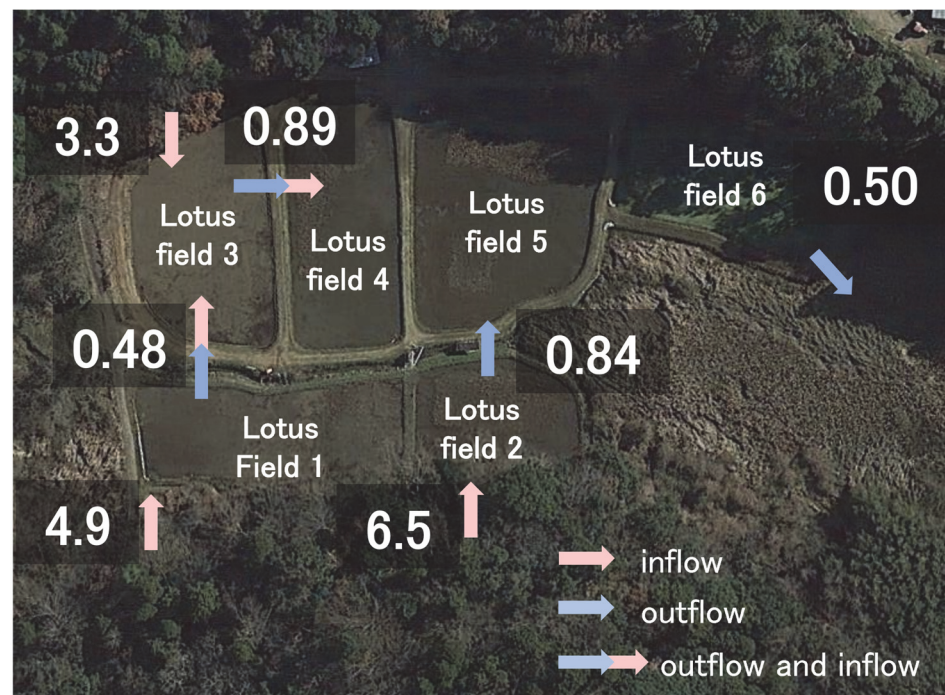 3.3
0.89
Lotus
field 3
Lotus
field 4
Lotus
field 5
Lotus
field 6
0.50
0.48
0.84
Lotus
Field 1
Lotus
field 2
4.9
6.5
inflow
outflow
outflow and inflow